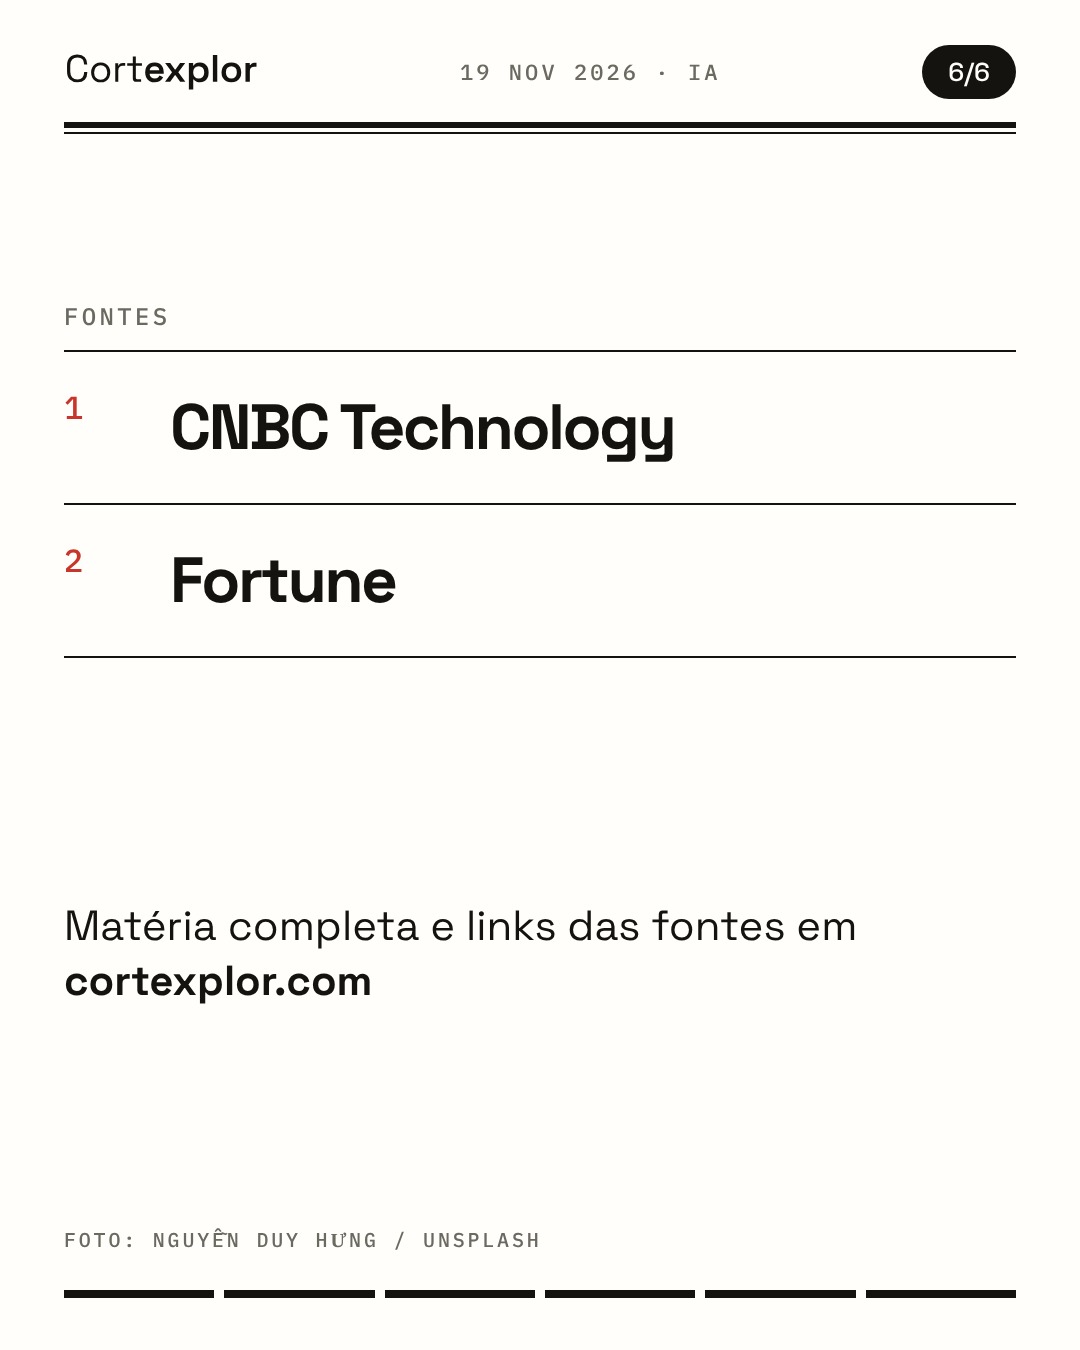 Cortexplor
19 NOV 2026 · IA
6/6
FONTES
1
CNBC Technology
2
Fortune
Matéria completa e links das fontes em
cortexplor.com
FOTO: NGUYỄN DUY HƯNG / UNSPLASH